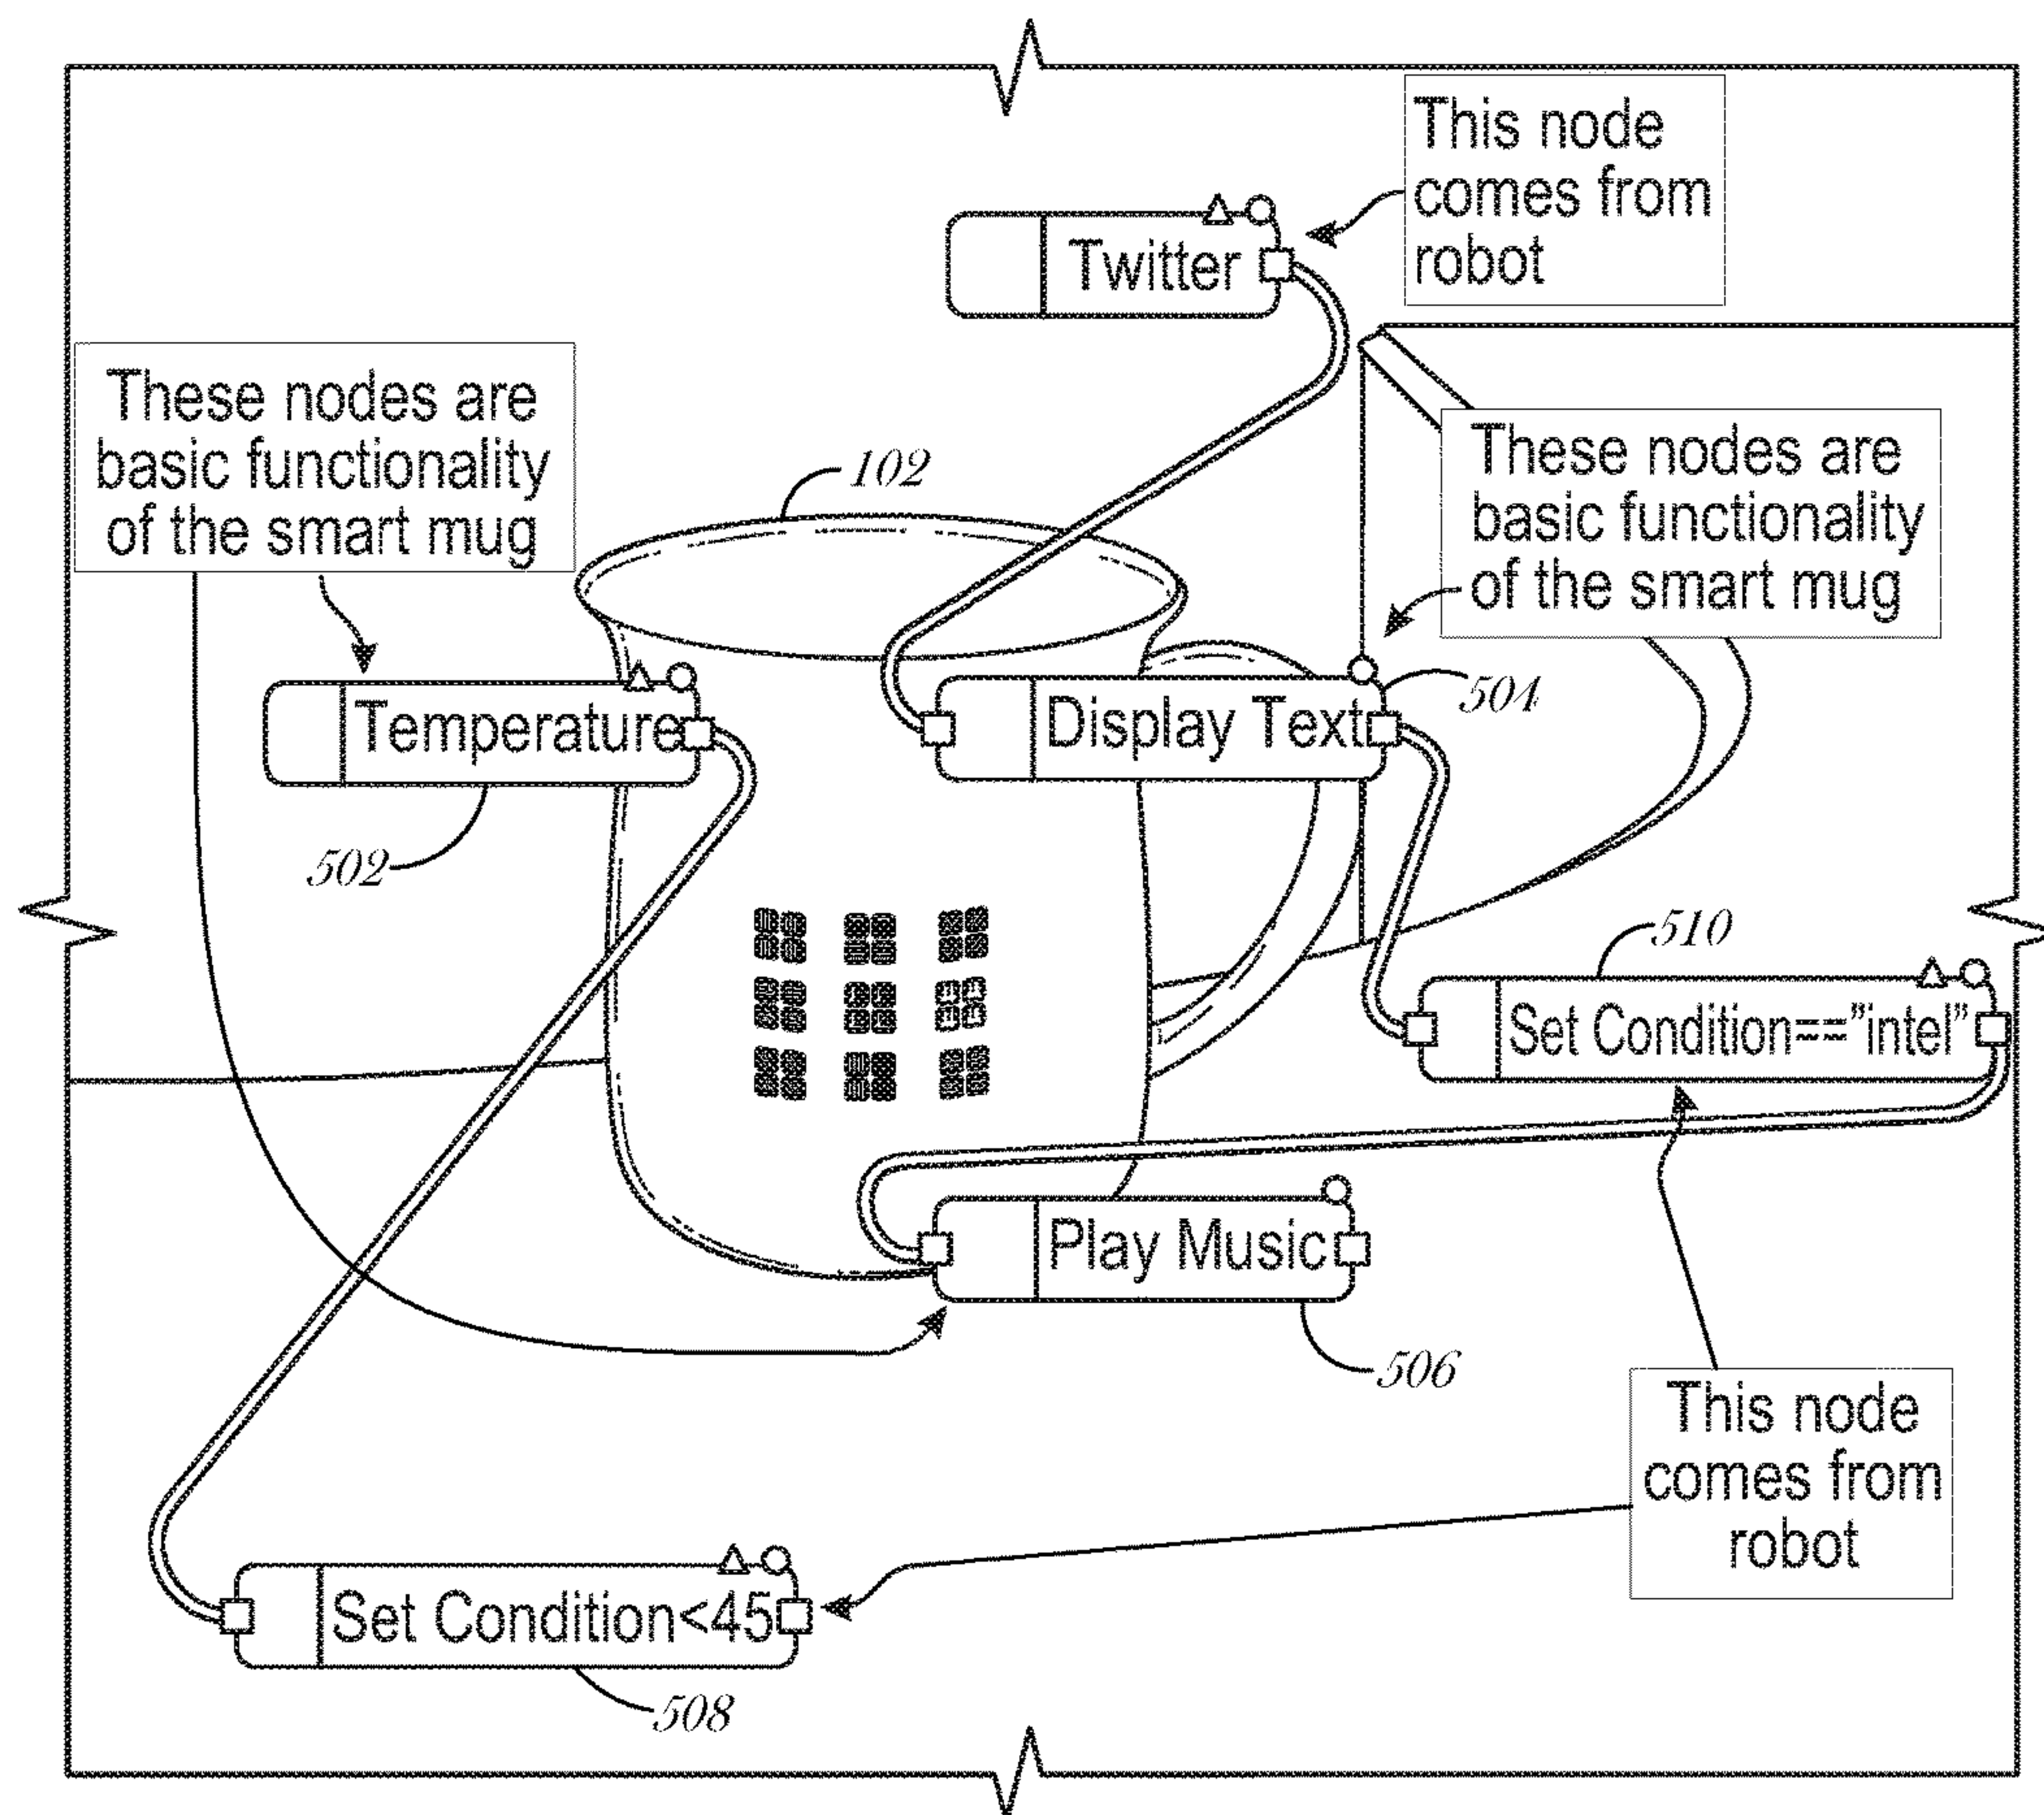 This node
comes from
robot
Twitter
These nodes are
basic functionality
of the smart mug
102
These nodes are
basic functionality
of the smart mug
Temperature
Display Text
504
502
510
Set Condition==”intel”
Play Music
506
This node
comes from
robot
Set Condition<45
508